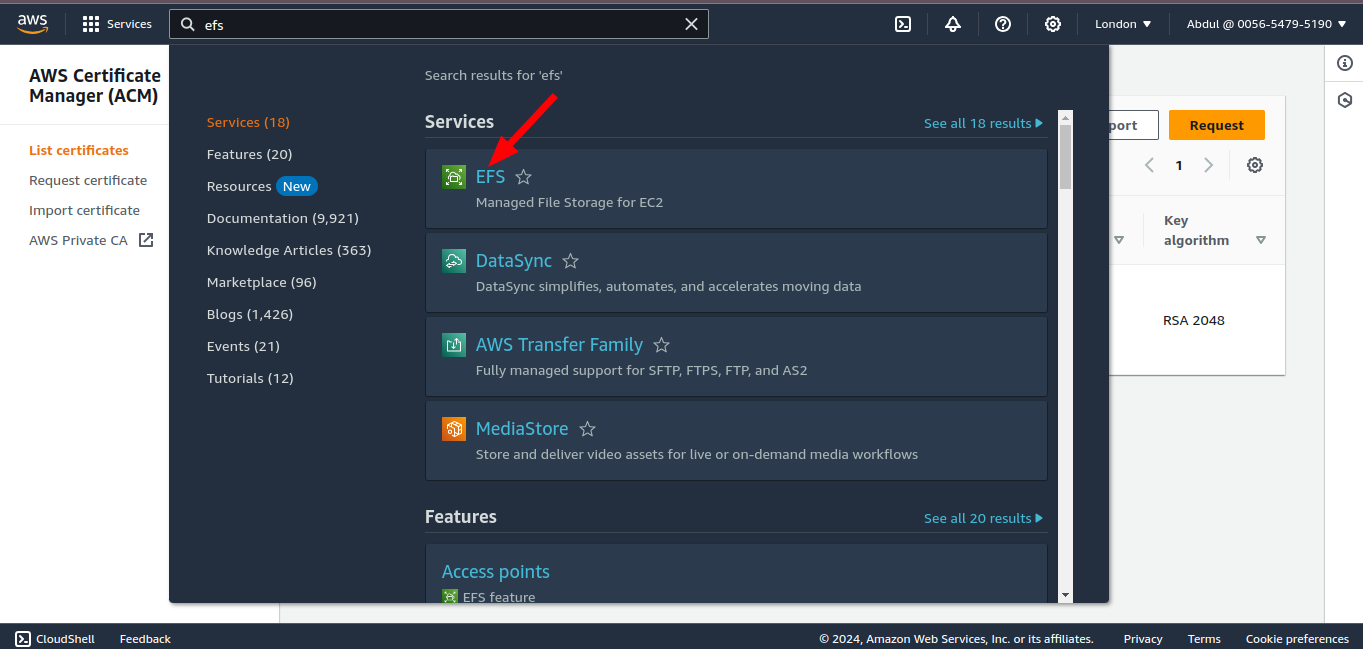 aws
Services
efs
London
Abdul @ 0056-5479-5190
AWS Certificate
Manager (ACM)
List certificates
Request certificate
Import certificate
AWS Private CA
Search results for 'efs'
Services (18)
Features (20)
Resources New
Documentation (9,921)
Knowledge Articles (363)
Marketplace (96)
Blogs (1,426)
Events (21)
Tutorials (12)
Services
See all 18 results
EFS
Managed File Storage for EC2
DataSync
DataSync simplifies, automates, and accelerates moving data
AWS Transfer Family
Fully managed support for SFTP, FTPS, FTP, and AS2
MediaStore
Store and deliver video assets for live or on-demand media workflows
Features
See all 20 results
Access points
EFS feature
port
Request
1
Key
algorithm
RSA 2048
CloudShell
Feedback
© 2024, Amazon Web Services, Inc. or its affiliates.
Privacy
Terms
Cookie preferences